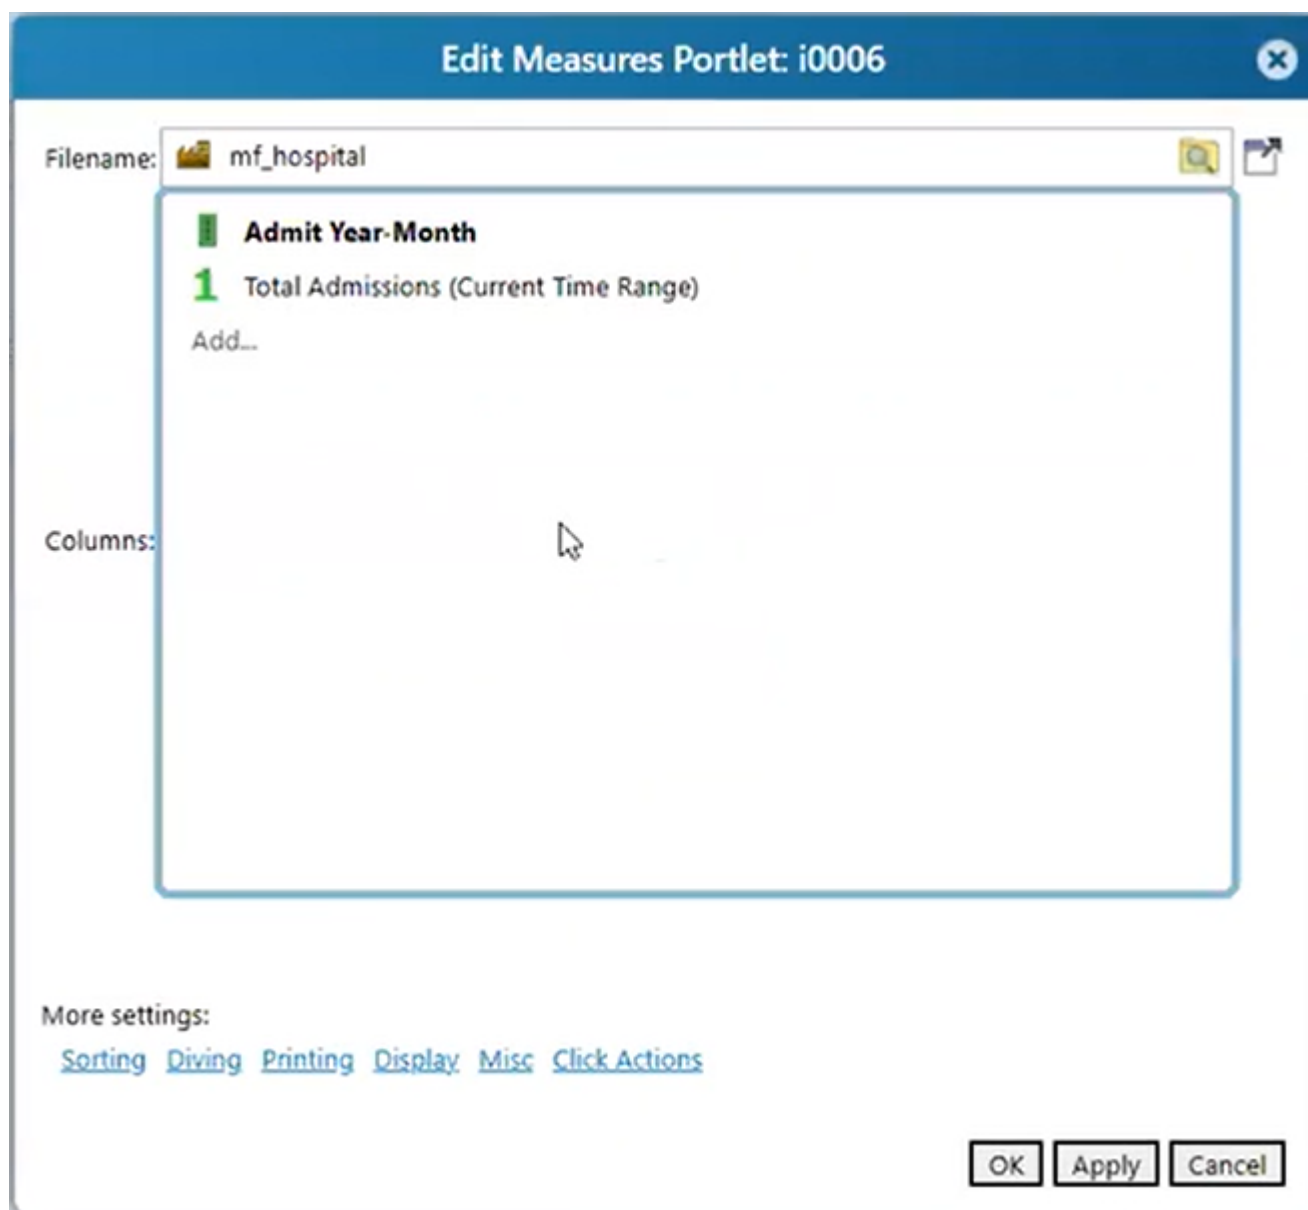 Edit Measures Portlet: i0006
Filename: mf_hospital
Admit Year-Month
1 Total Admissions (Current Time Range)
Add...
Columns:
More settings:
Sorting Diving Printing Display Misc Click Actions
OK Apply Cancel